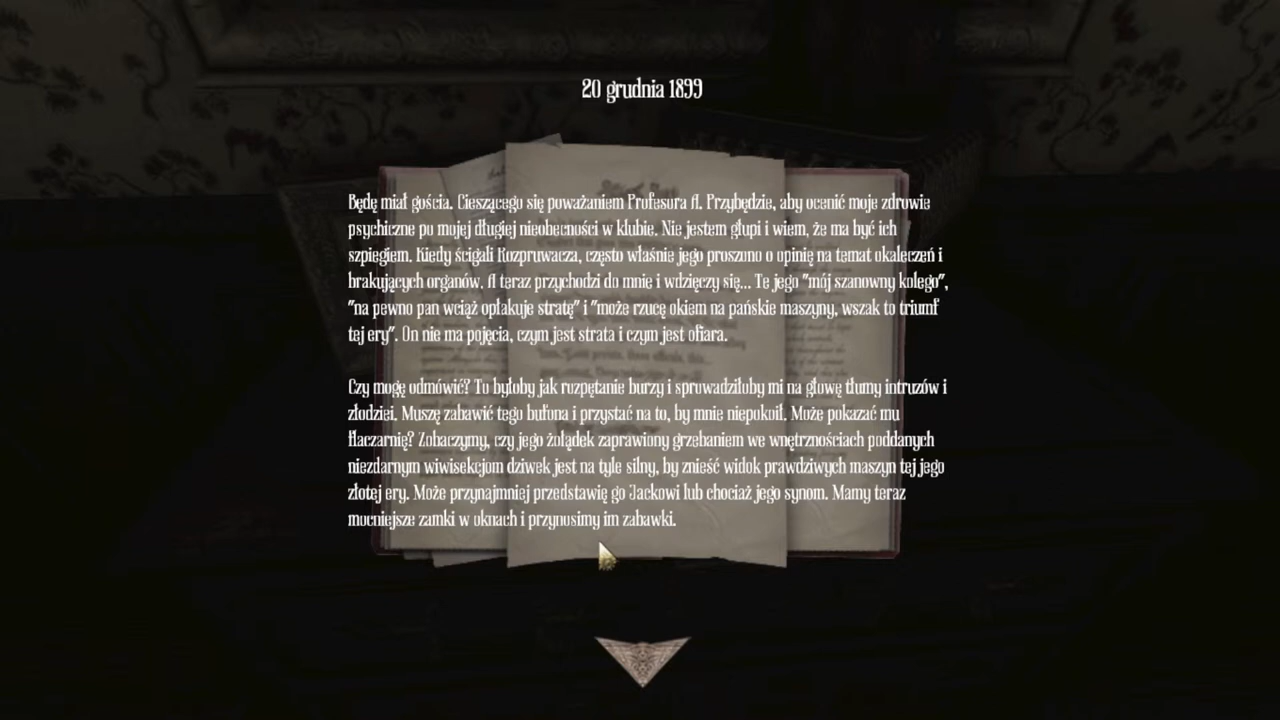 20 grudnia 1899
Będę miał gościa. Cieszącego się poważaniem Profesora A. Przybędzie, aby ocenić moje zdrowie
psychiczne po mojej długiej nieobecności w klubie. Nie jestem głupi i wiem, że ma być ich
szpiegiem. Kiedy ścigali Rozpruwacza, często właśnie jego proszono o opinię na temat okaleczeń i
brakujących organów. A teraz przychodzi do mnie i wdzięczy się... Te jego "mój szanowny kolego",
"na pewno pan wciąż opłakuje stratę" i "może rzucę okiem na pańskie maszyny, wszak to triumf
tej ery". On nie ma pojęcia, czym jest strata i czym jest ofiara.
Czy mogę odmówić? To byłoby jak rozpętanie burzy i sprowadziłoby mi na głowę tłumy intruzów i
złodziei. Muszę zabawić tego bufona i przystać na to, by mnie niepokoił. Może pokazać mu
tłaczarnię? Zobaczymy, czy jego żołądek zaprawiony grzebaniem we wnętrznościach poddanych
niezdarnym wiwisekcjom dziwek jest na tyle silny, by znieść widok prawdziwych maszyn tej jego
złotej ery. Może przynajmniej przedstawię go Jackowi lub chociaż jego synom. Mamy teraz
mocniejsze zamki w oknach i przynosimy im zabawki.